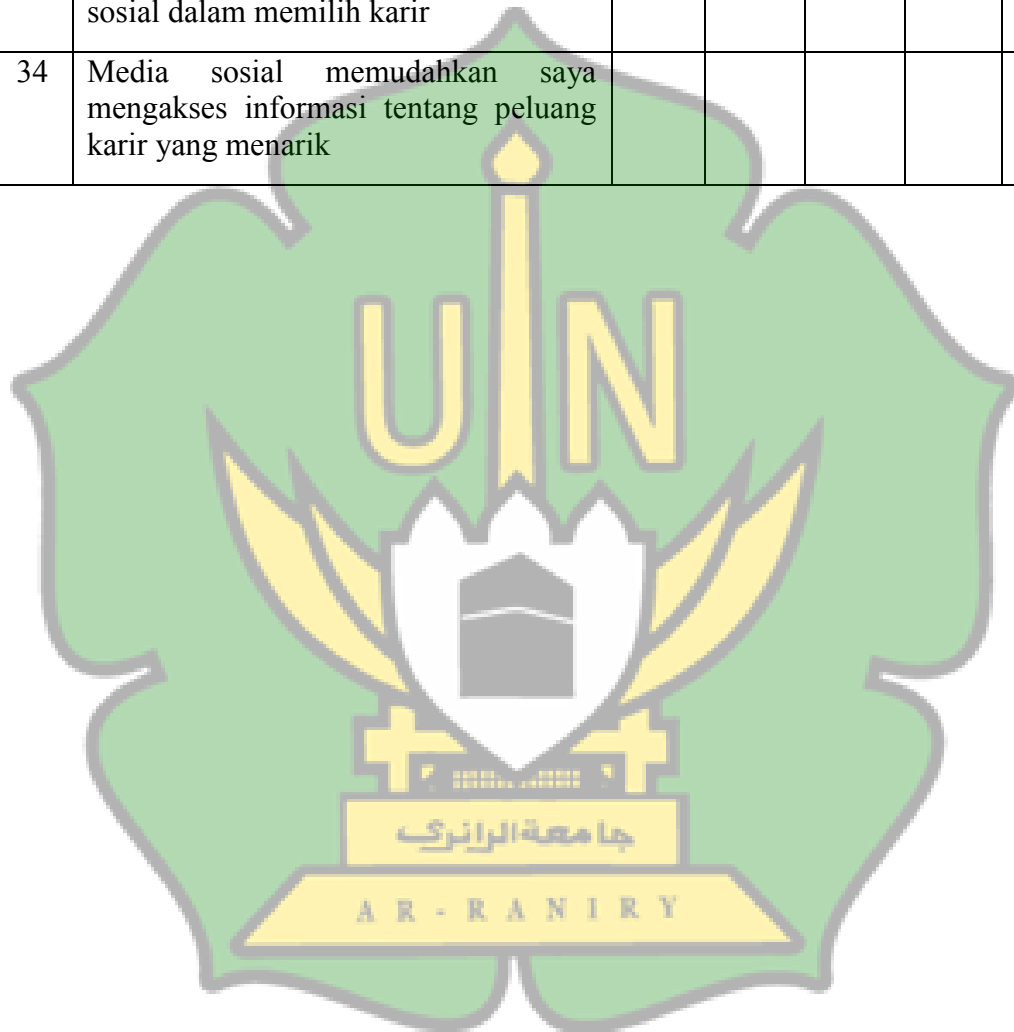 sosial dalam memilih karir
34 Media sosial memudahkan saya
mengakses informasi tentang peluang
karir yang menarik
UIN
جامعة الرانري
AR-RANIRY